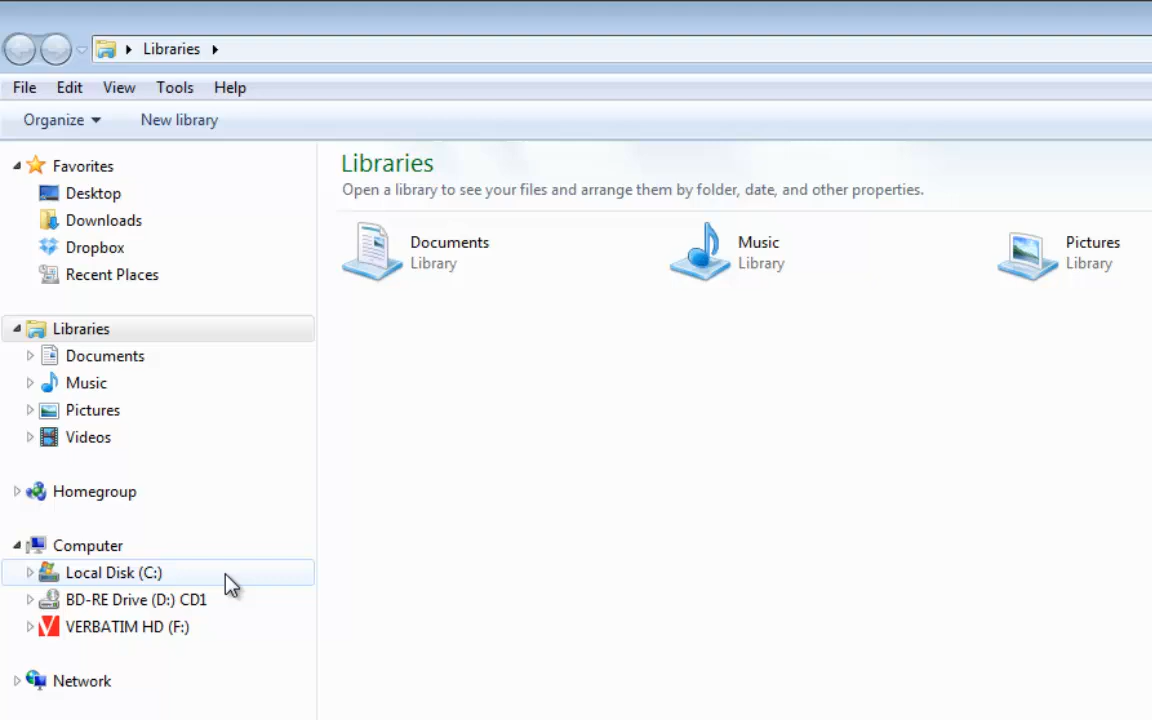 Libraries
File Edit View Tools Help
Organize New library
Favorites
Desktop
Downloads
Dropbox
Recent Places
Libraries
Documents
Music
Pictures
Videos
Homegroup
Computer
Local Disk (C:)
BD-RE Drive (D:) CD1
VERBATIM HD (F:)
Network
Libraries
Open a library to see your files and arrange them by folder, date, and other properties.
Documents
Library
Music
Library
Pictures
Library